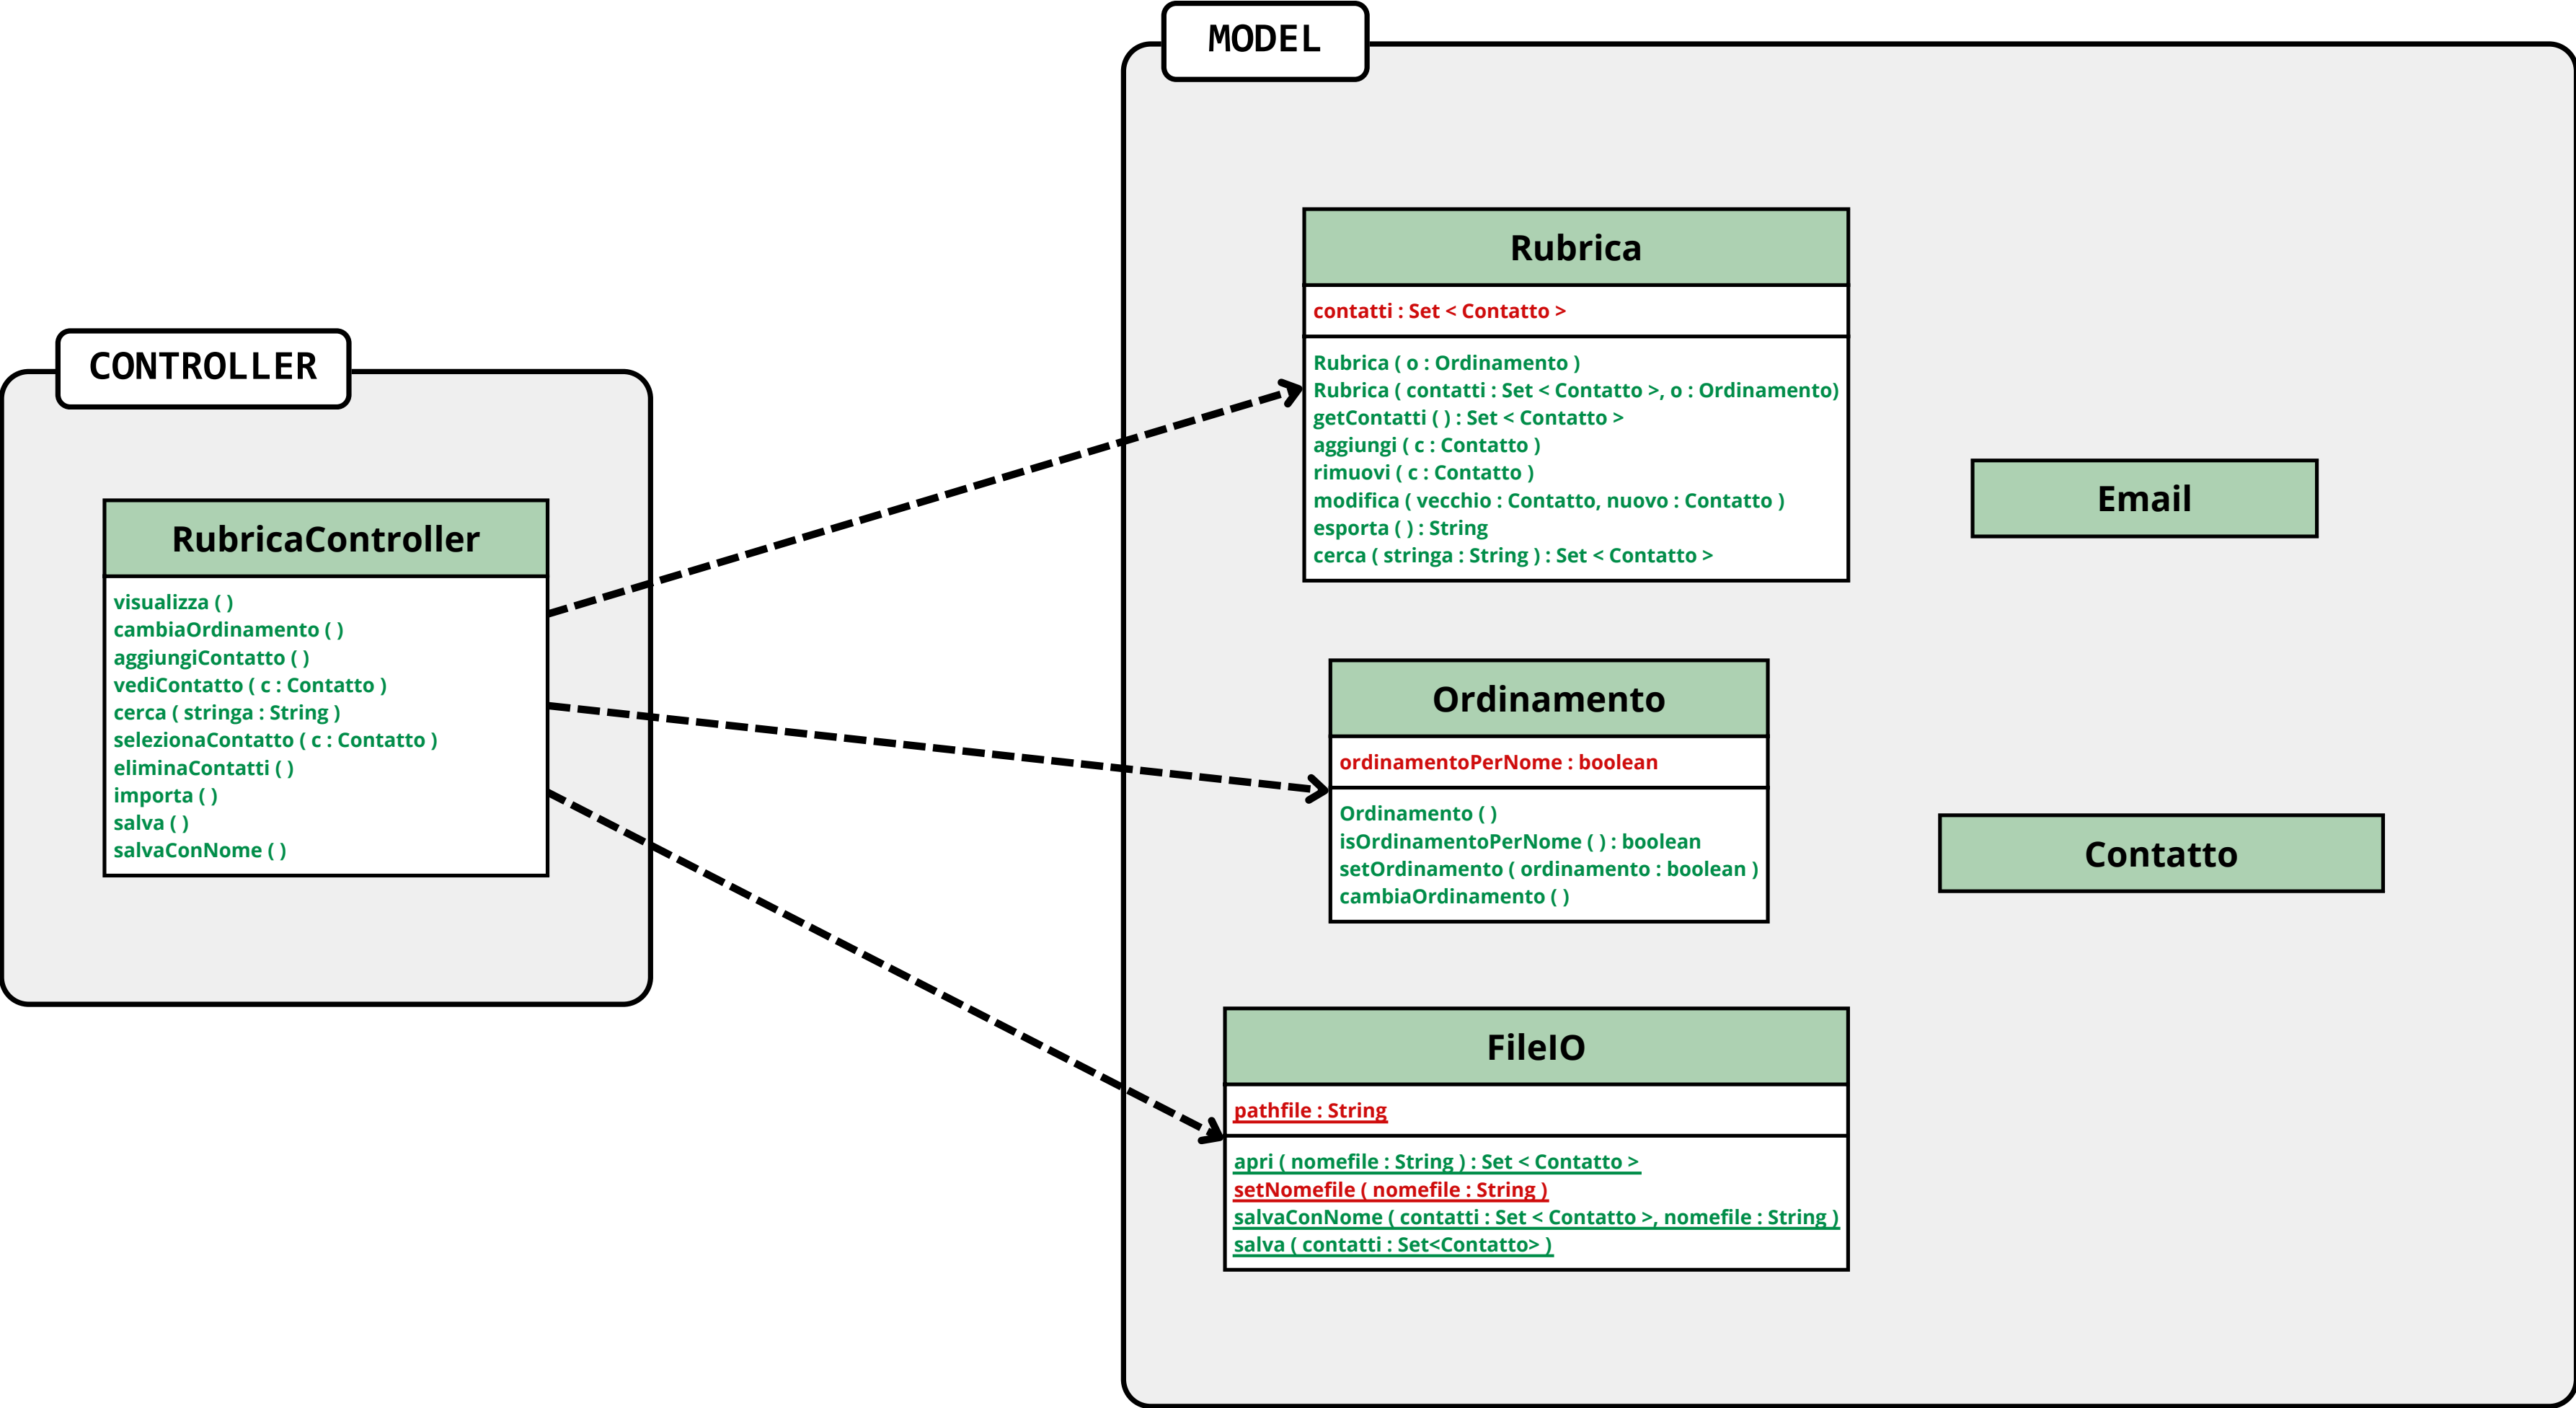 MODEL
Rubrica
contatti : Set < Contatto >
Rubrica ( o : Ordinamento )
Rubrica ( contatti : Set < Contatto >, o : Ordinamento)
getContatti ( ) : Set < Contatto >
aggiungi ( c : Contatto )
rimuovi ( c : Contatto )
modifica ( vecchio : Contatto, nuovo : Contatto )
esporta ( ) : String
cerca ( stringa : String ) : Set < Contatto >
CONTROLLER
RubricaController
visualizza ( )
cambiaOrdinamento ( )
aggiungiContatto ( )
vediContatto ( c : Contatto )
cerca ( stringa : String )
selezionaContatto ( c : Contatto )
eliminaContatti ( )
importa ( )
salva ( )
salvaConNome ( )
Email
Ordinamento
ordinamentoPerNome : boolean
Ordinamento ( )
isOrdinamentoPerNome ( ) : boolean
setOrdinamento ( ordinamento : boolean )
cambiaOrdinamento ( )
Contatto
FileIO
pathfile : String
apri ( nomefile : String ) : Set < Contatto >
setNomefile ( nomefile : String )
salvaConNome ( contatti : Set < Contatto >, nomefile : String )
salva ( contatti : Set<Contatto> )